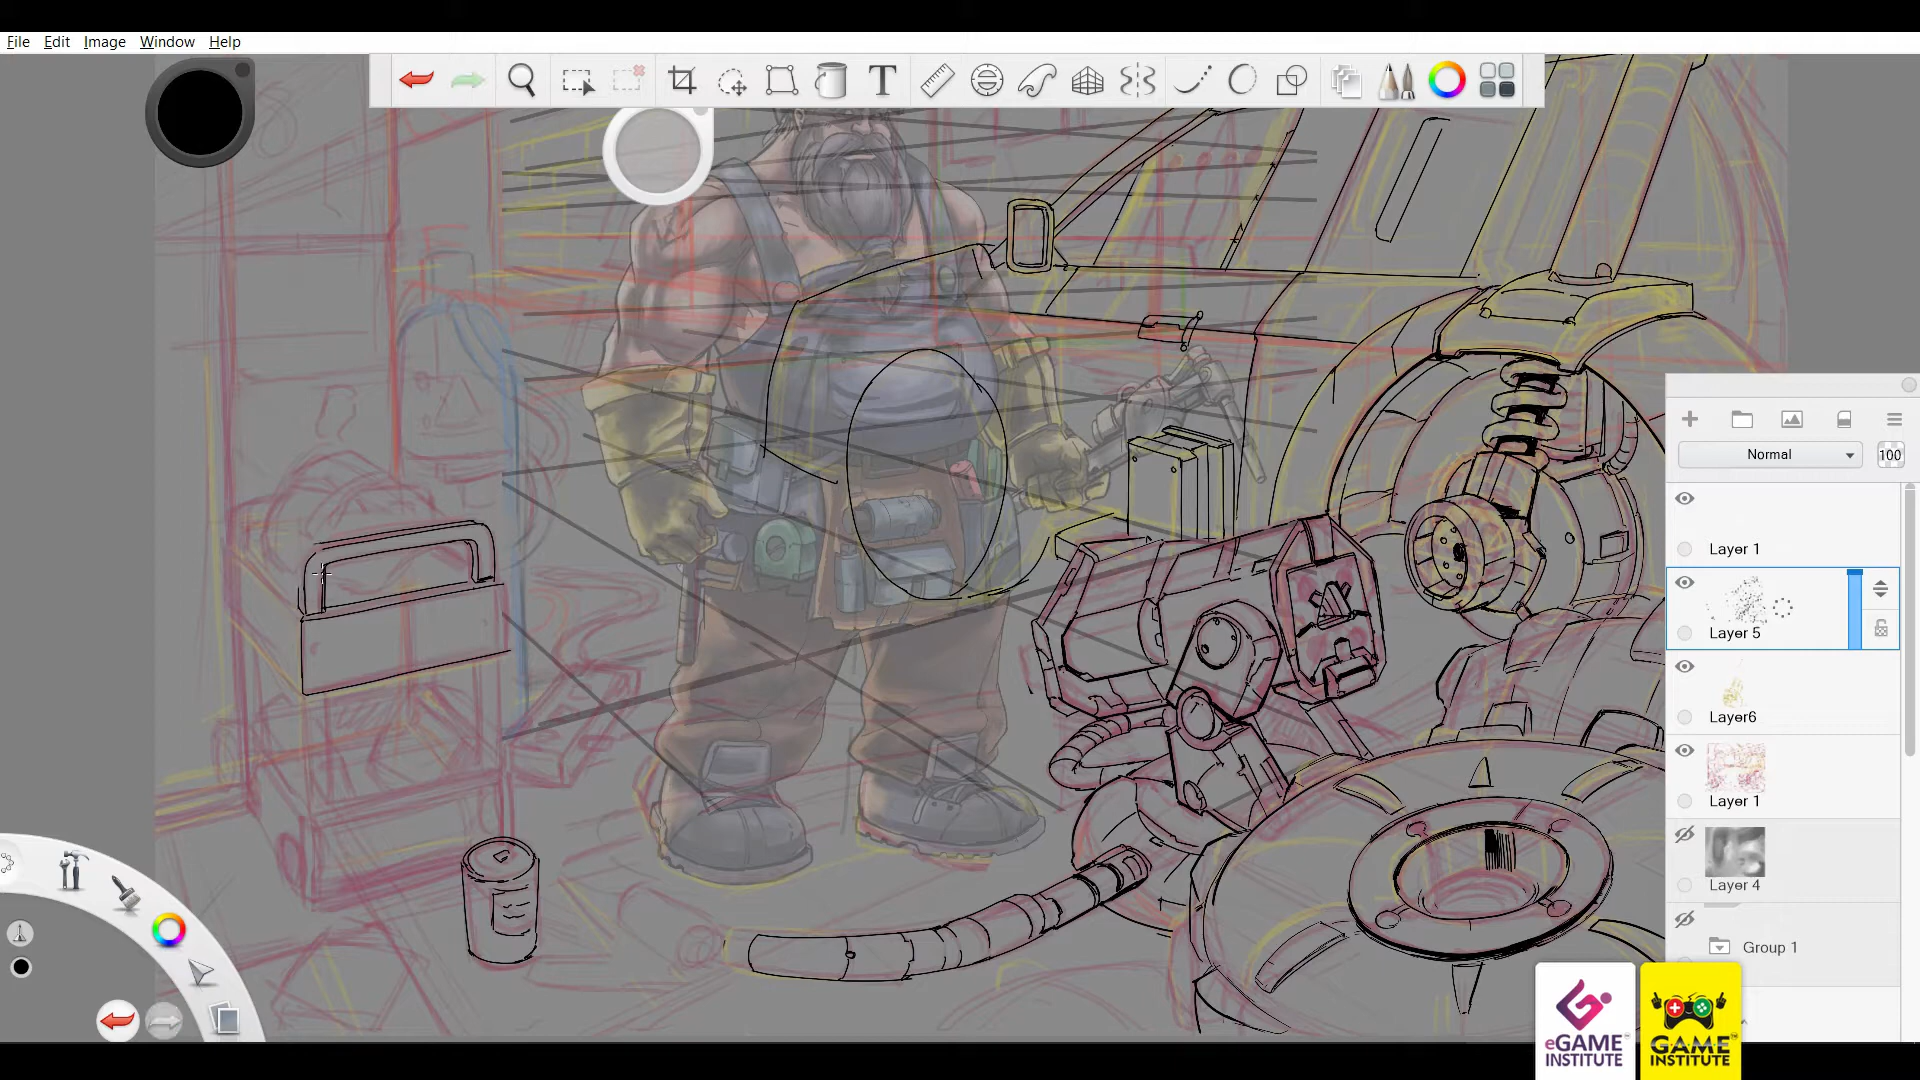 File Edit Image Window Help
T
Normal
100
Layer 1
Layer 5
Layer6
Layer 1
Layer 4
Group 1
eGAME
INSTITUTE
GAME
INSTITUTE